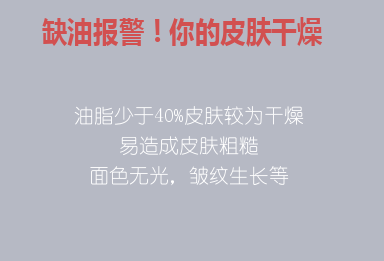 缺油报警！你的皮肤干燥
油脂少于40%皮肤较为干燥
易造成皮肤粗糙
面色无光，皱纹生长等